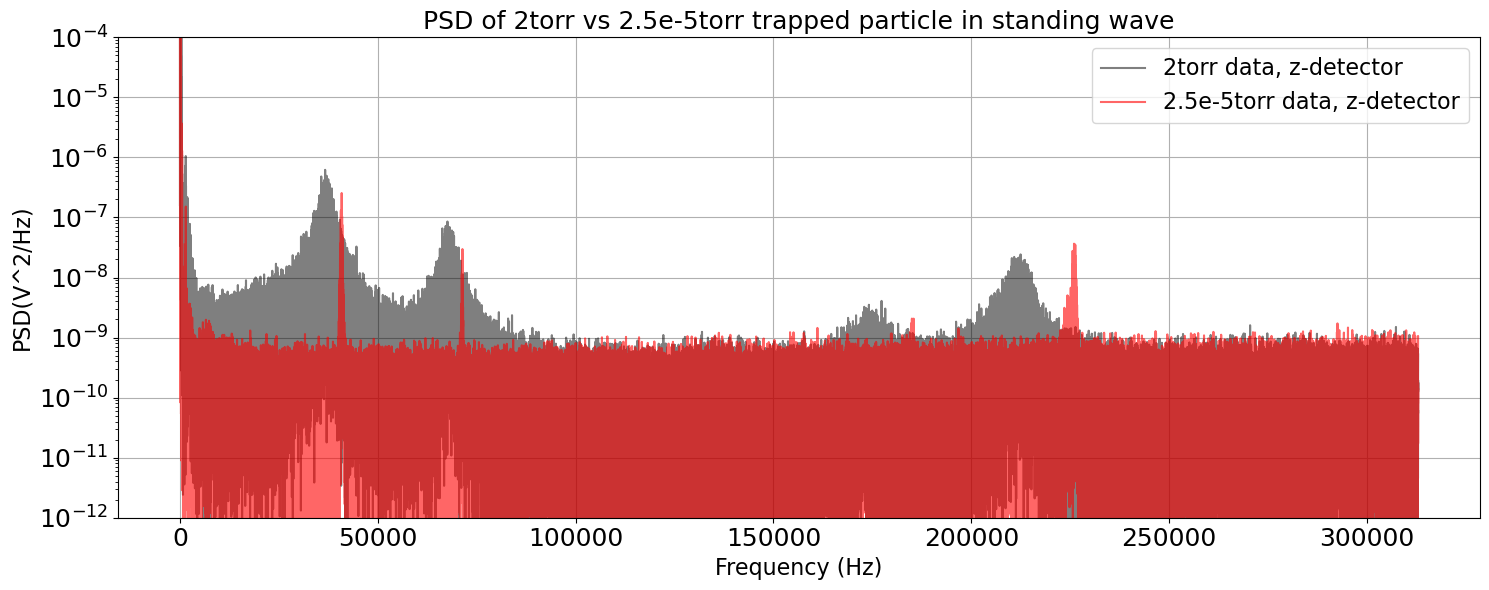 PSD of 2torr vs 2.5e-5torr trapped particle in standing wave
2torr data, z-detector
2.5e-5torr data, z-detector
PSD(V^2/Hz)
10⁻⁴
10⁻⁵
10⁻⁶
10⁻⁷
10⁻⁸
10⁻⁹
10⁻¹⁰
10⁻¹¹
10⁻¹²
0 50000 100000 150000 200000 250000 300000
Frequency (Hz)